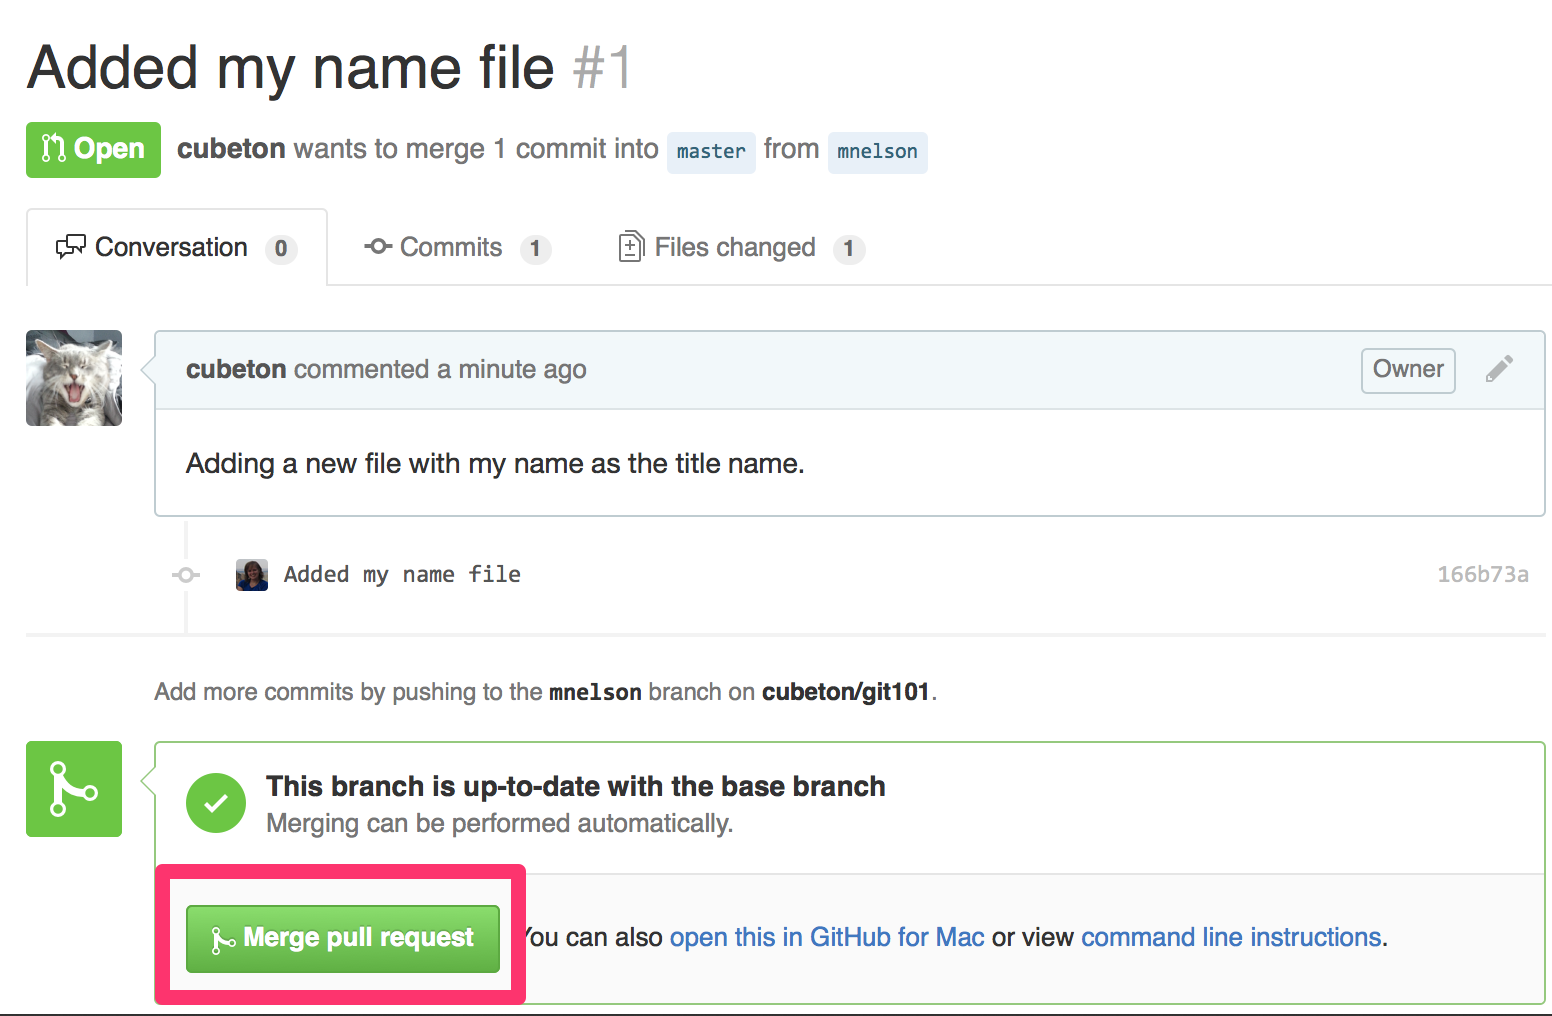 Added my name file #1
Open cubeton wants to merge 1 commit into master from mnelson
Conversation 0 Commits 1 Files changed 1
cubeton commented a minute ago Owner
Adding a new file with my name as the title name.
Added my name file 166b73a
Add more commits by pushing to the mnelson branch on cubeton/git101.
This branch is up-to-date with the base branch
Merging can be performed automatically.
Merge pull request You can also open this in GitHub for Mac or view command line instructions.